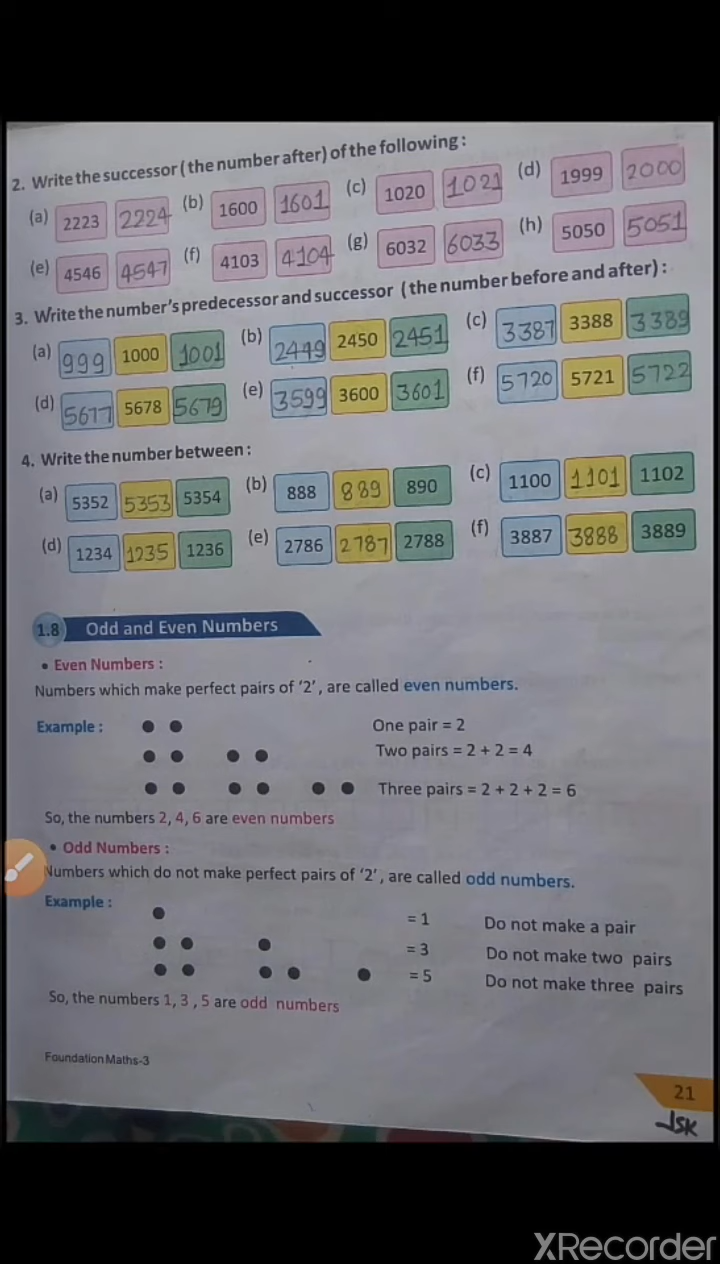 2. Write the successor ( the number after) of the following :
(a) 2223 2224 (b) 1600 1601 (c) 1020 1021 (d) 1999 2000
(e) 4546 4547 (f) 4103 4104 (g) 6032 6033 (h) 5050 5051
3. Write the number's predecessor and successor ( the number before and after) :
(a) 999 1000 1001 (b) 2449 2450 2451 (c) 3387 3388 3389
(d) 5677 5678 5679 (e) 3599 3600 3601 (f) 5720 5721 5722
4. Write the number between :
(a) 5352 5353 5354 (b) 888 889 890 (c) 1100 1101 1102
(d) 1234 1235 1236 (e) 2786 2787 2788 (f) 3887 3888 3889
1.8 Odd and Even Numbers
• Even Numbers :
Numbers which make perfect pairs of '2', are called even numbers.
Example : One pair = 2
Two pairs = 2 + 2 = 4
Three pairs = 2 + 2 + 2 = 6
So, the numbers 2, 4, 6 are even numbers
• Odd Numbers :
Numbers which do not make perfect pairs of '2', are called odd numbers.
Example : = 1 Do not make a pair
= 3 Do not make two pairs
= 5 Do not make three pairs
So, the numbers 1, 3 , 5 are odd numbers
Foundation Maths-3
21
JSK
XRecorder